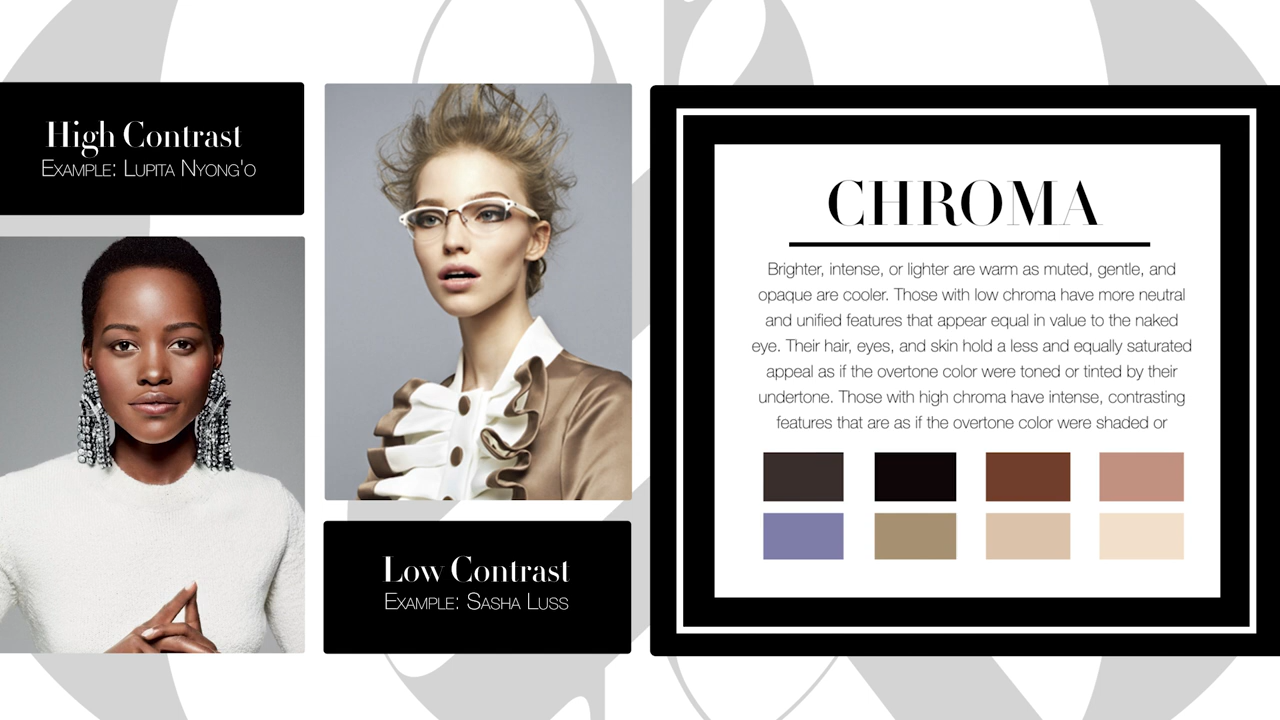 High Contrast
Example: Lupita Nyong'o
Low Contrast
Example: Sasha Luss
CHROMA
Brighter, intense, or lighter are warm as muted, gentle, and
opaque are cooler. Those with low chroma have more neutral
and unified features that appear equal in value to the naked
eye. Their hair, eyes, and skin hold a less and equally saturated
appeal as if the overtone color were toned or tinted by their
undertone. Those with high chroma have intense, contrasting
features that are as if the overtone color were shaded or